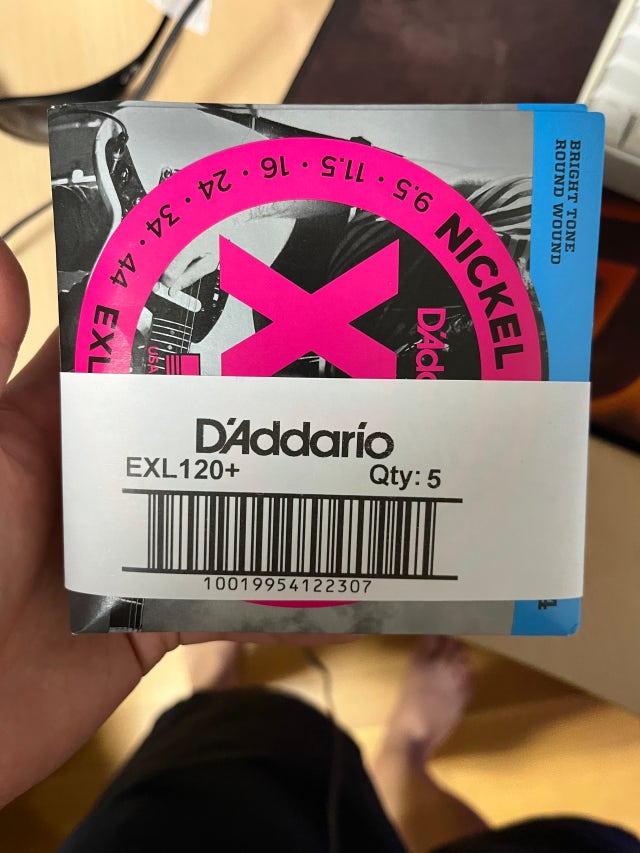 BRIGHT TONE
ROUND WOUND
NICKEL
9.5 • 11.5 • 16 • 24 • 34 • 44
EXL
USA
D'Addario
EXL120+
Qty: 5
10019954122307